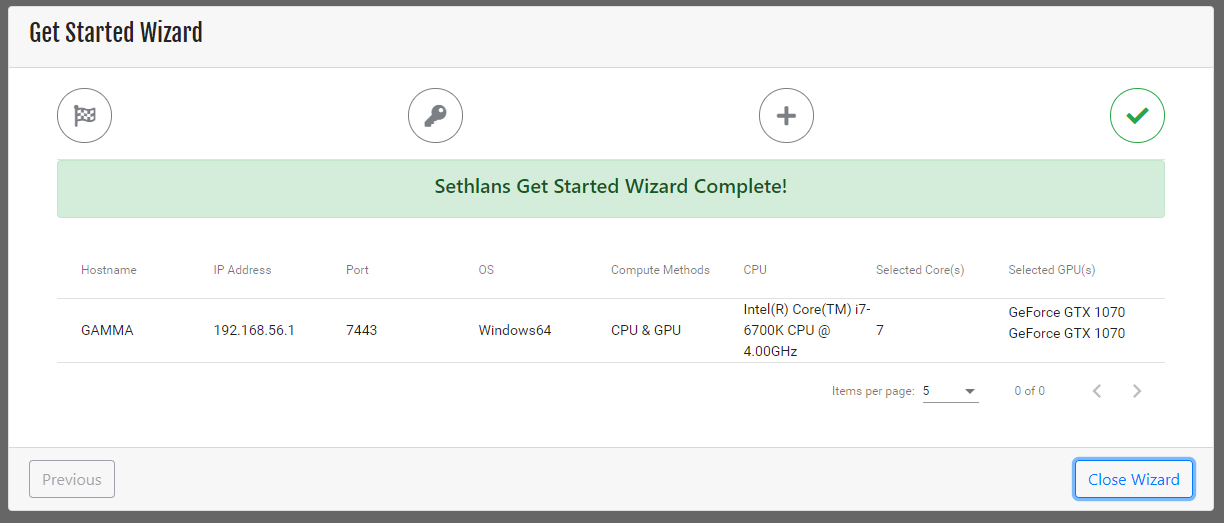 Get Started Wizard
Sethlans Get Started Wizard Complete!
Hostname IP Address Port OS Compute Methods CPU Selected Core(s) Selected GPU(s)
GAMMA 192.168.56.1 7443 Windows64 CPU & GPU Intel(R) Core(TM) i7-
6700K CPU @
4.00GHz
7
GeForce GTX 1070
GeForce GTX 1070
Items per page: 5 0 of 0
Previous Close Wizard